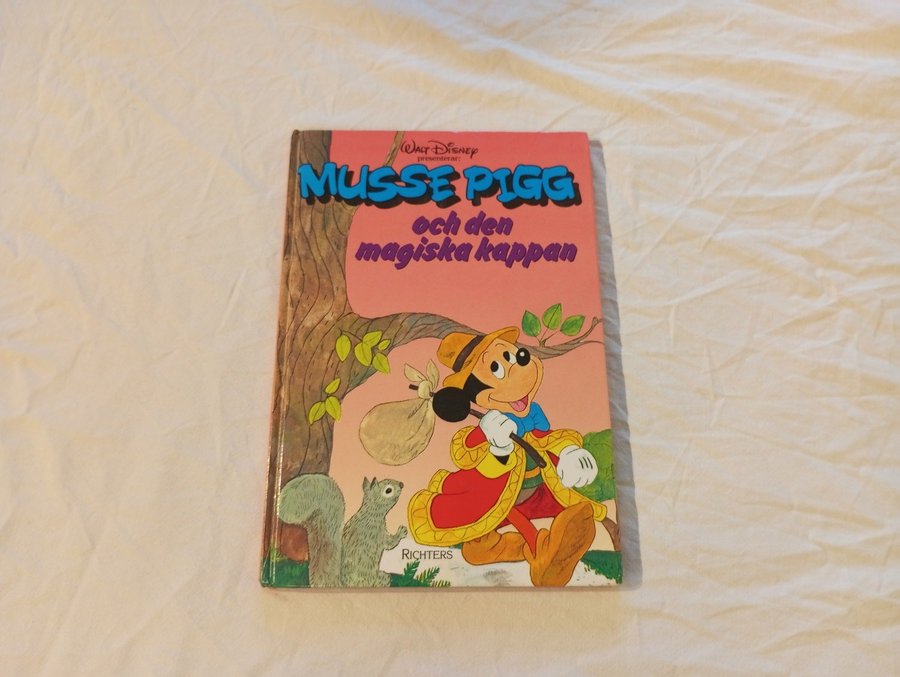 WALT DISNEY
presenterar:
MUSSE PIGG
och den
magiska kappan
RICHTERS